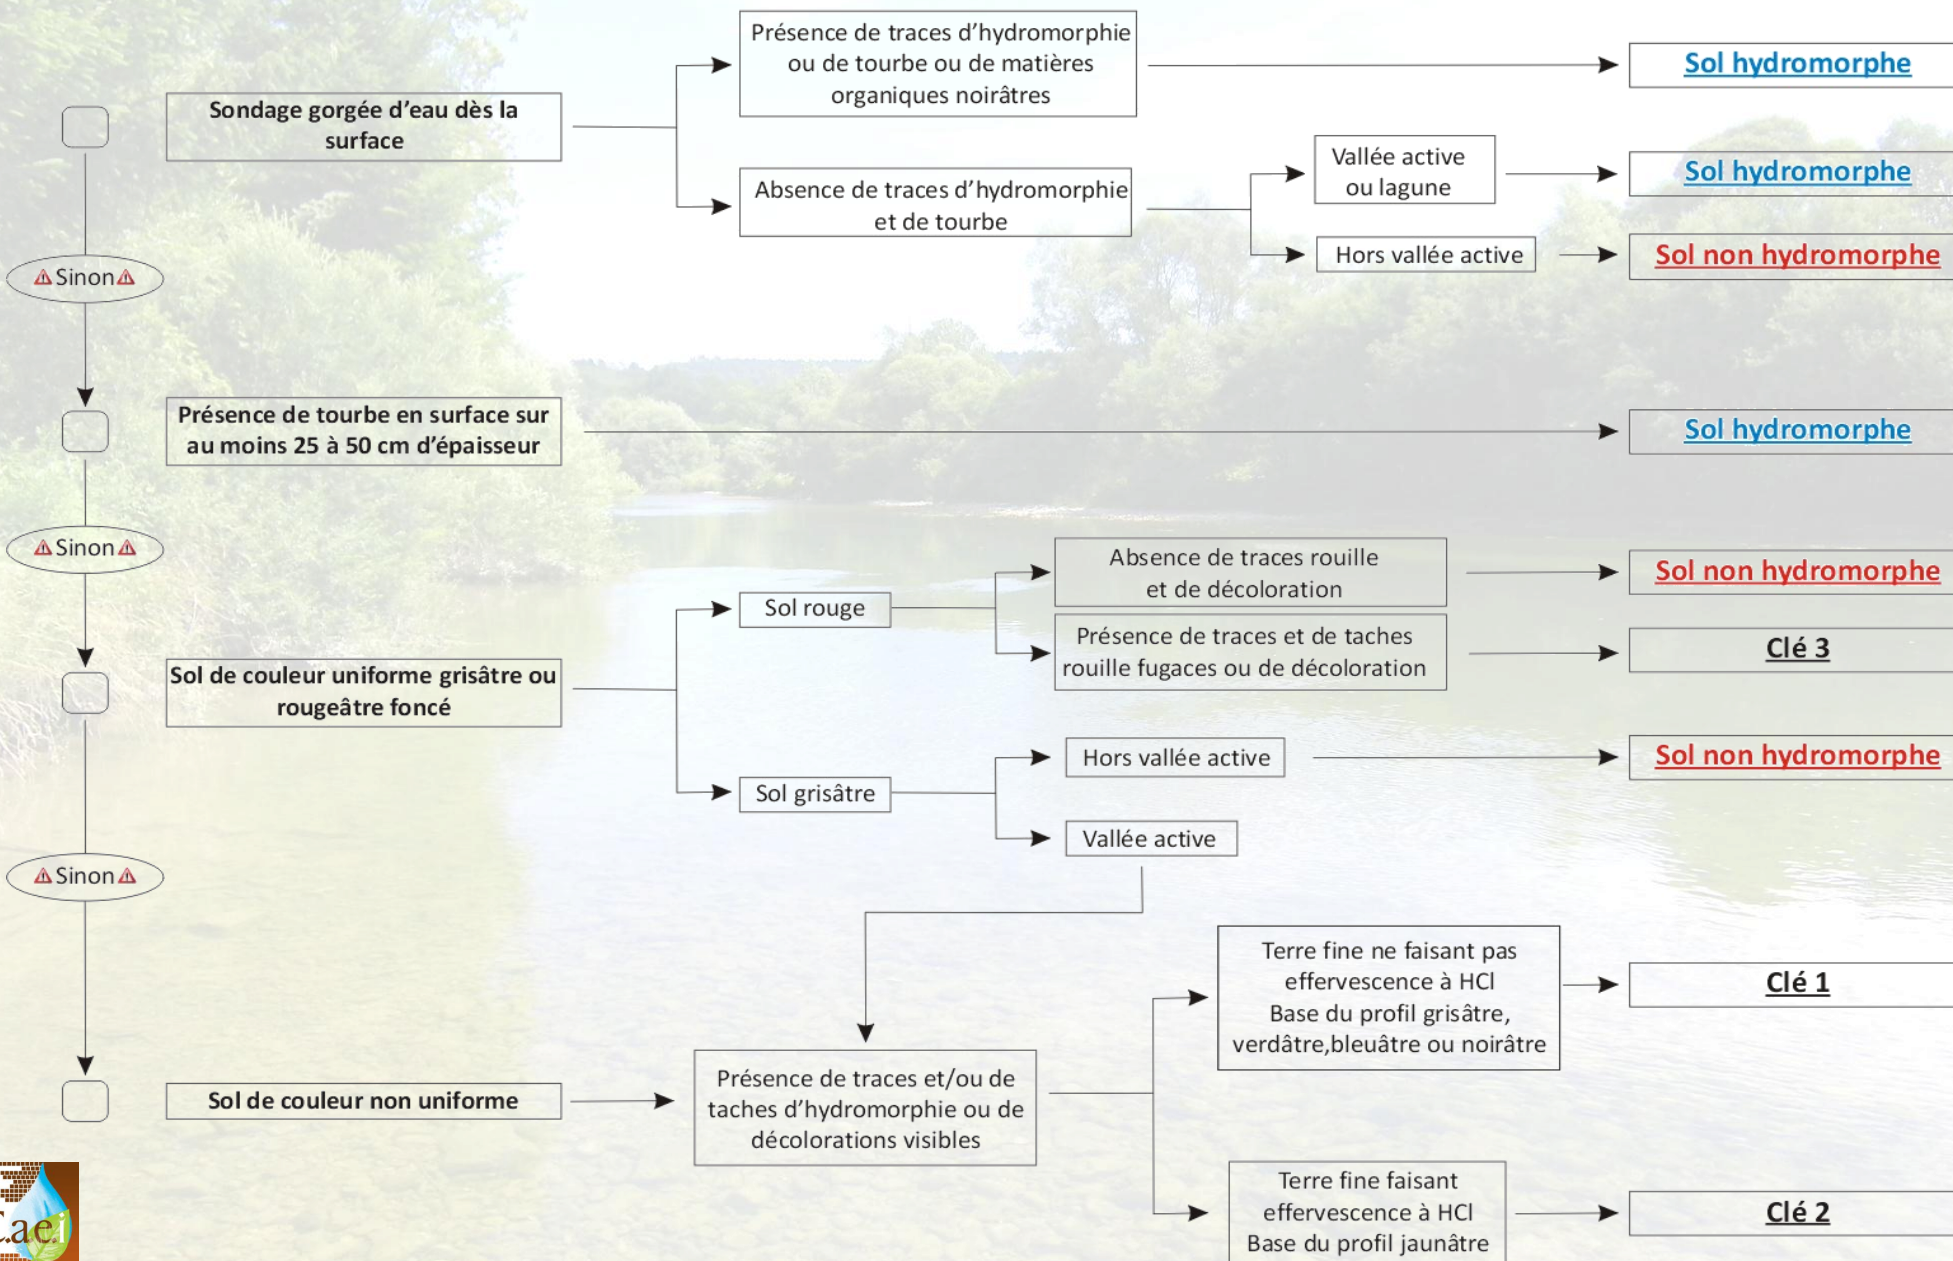 Présence de traces d'hydromorphie
ou de tourbe ou de matières
organiques noirâtres
Sol hydromorphe
Sondage gorgée d'eau dès la
surface
Vallée active
ou lagune
Sol hydromorphe
Absence de traces d'hydromorphie
et de tourbe
Hors vallée active
Sol non hydromorphe
Sinon
Présence de tourbe en surface sur
au moins 25 à 50 cm d'épaisseur
Sol hydromorphe
Sinon
Absence de traces rouille
et de décoloration
Sol non hydromorphe
Sol rouge
Présence de traces et de taches
rouille fugaces ou de décoloration
Clé 3
Sol de couleur uniforme grisâtre ou
rougeâtre foncé
Hors vallée active
Sol non hydromorphe
Sol grisâtre
Vallée active
Sinon
Terre fine ne faisant pas
effervescence à HCl
Base du profil grisâtre,
verdâtre,bleuâtre ou noirâtre
Clé 1
Sol de couleur non uniforme
Présence de traces et/ou de
taches d'hydromorphie ou de
décolorations visibles
Terre fine faisant
effervescence à HCl
Base du profil jaunâtre
Clé 2
.ae.i